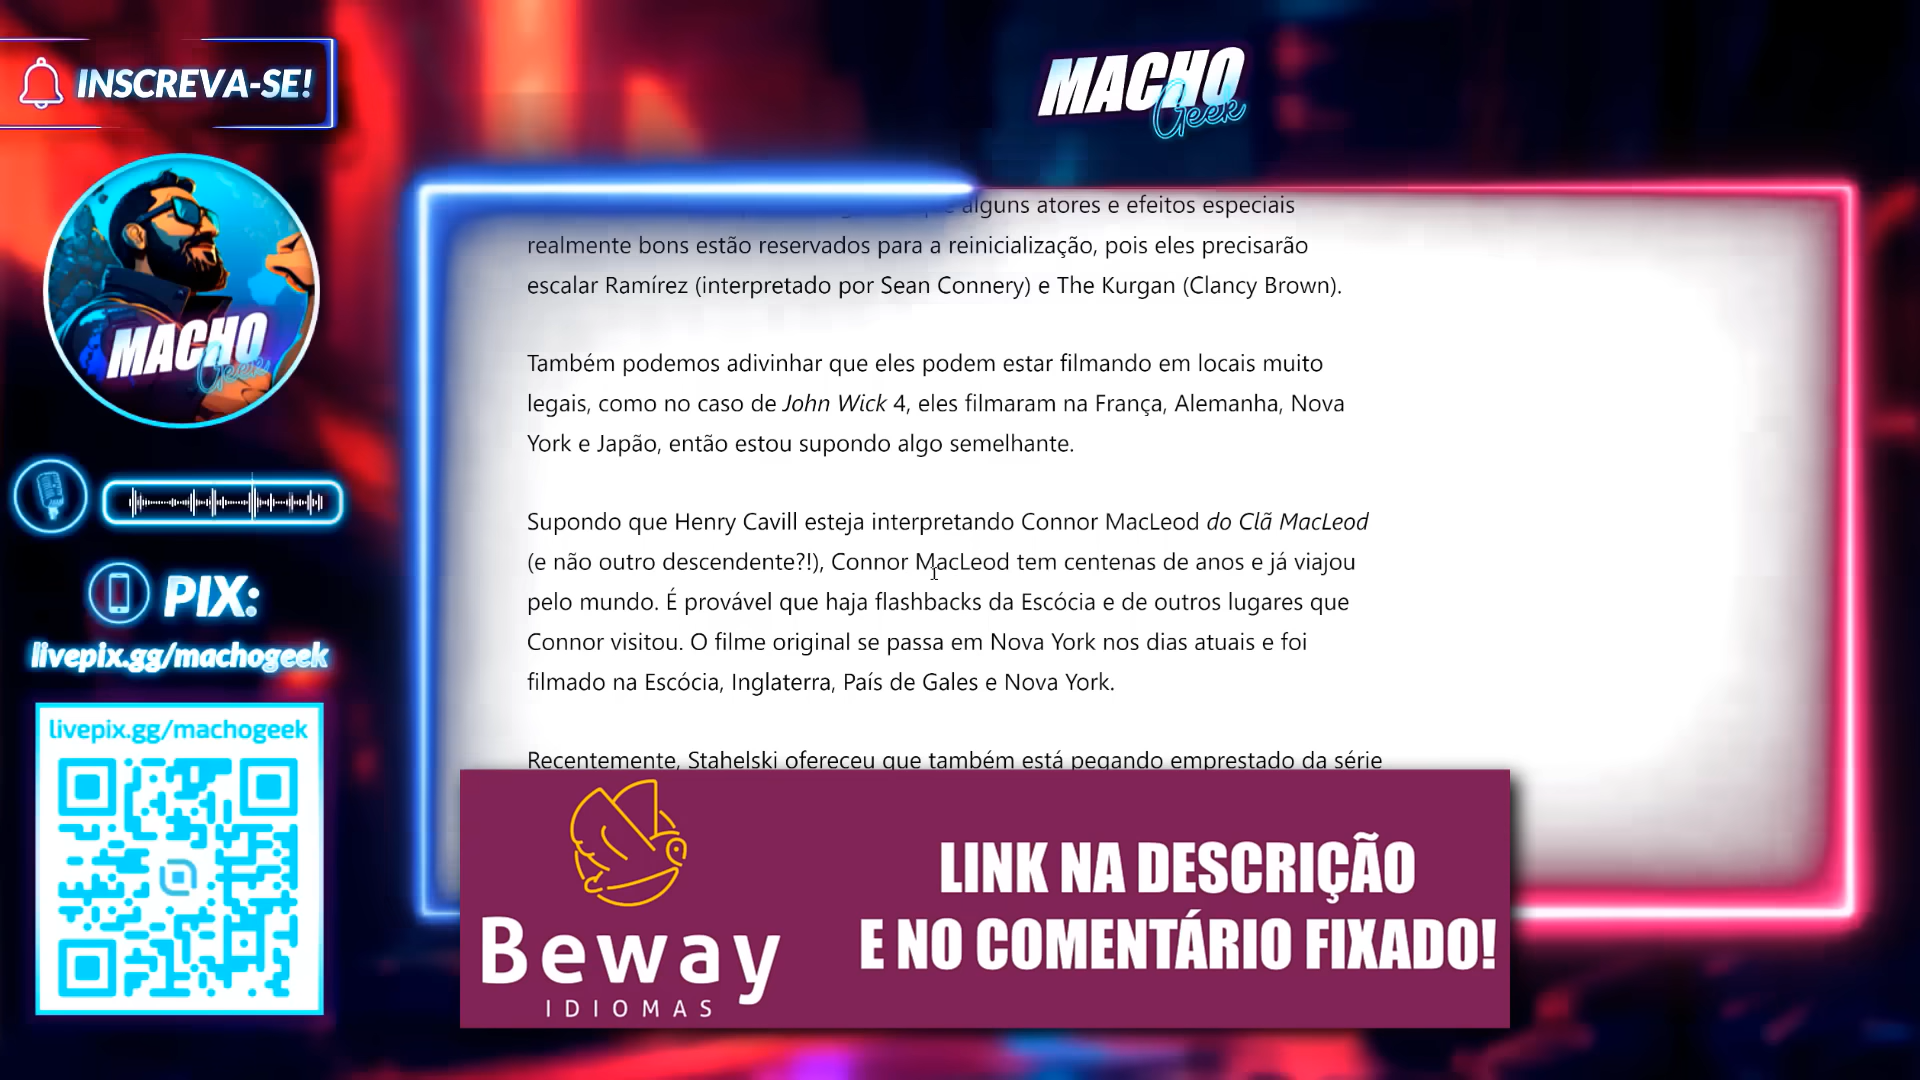 INSCREVA-SE!
MACHO
Geek
MACHO
Geek
PIX:
livepix.gg/machogeek
livepix.gg/machogeek
alguns atores e efeitos especiais
realmente bons estão reservados para a reinicialização, pois eles precisarão
escalar Ramírez (interpretado por Sean Connery) e The Kurgan (Clancy Brown).
Também podemos adivinhar que eles podem estar filmando em locais muito
legais, como no caso de John Wick 4, eles filmaram na França, Alemanha, Nova
York e Japão, então estou supondo algo semelhante.
Supondo que Henry Cavill esteja interpretando Connor MacLeod do Clã MacLeod
(e não outro descendente?!), Connor MacLeod tem centenas de anos e já viajou
pelo mundo. É provável que haja flashbacks da Escócia e de outros lugares que
Connor visitou. O filme original se passa em Nova York nos dias atuais e foi
filmado na Escócia, Inglaterra, País de Gales e Nova York.
Recentemente, Stahelski ofereceu que também está pegando emprestado da série
Beway
IDIOMAS
LINK NA DESCRIÇÃO
E NO COMENTÁRIO FIXADO!